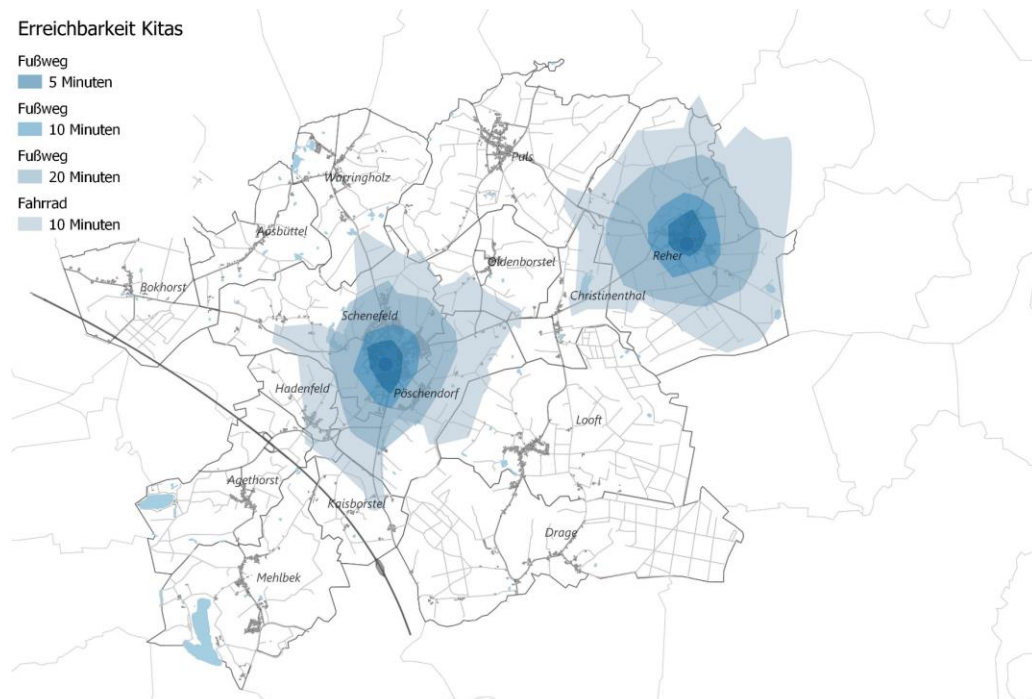 Erreichbarkeit Kitas
Fußweg
5 Minuten
Fußweg
10 Minuten
Fußweg
20 Minuten
Fahrrad
10 Minuten
Puls
Warringholz
Aasbüttel
Reher
Oldenborstel
Bokhorst
Christinenthal
Schenefeld
Hadenfeld
Pöschendorf
Looft
Agethorst
Kaisborstel
Drage
Mehlbek